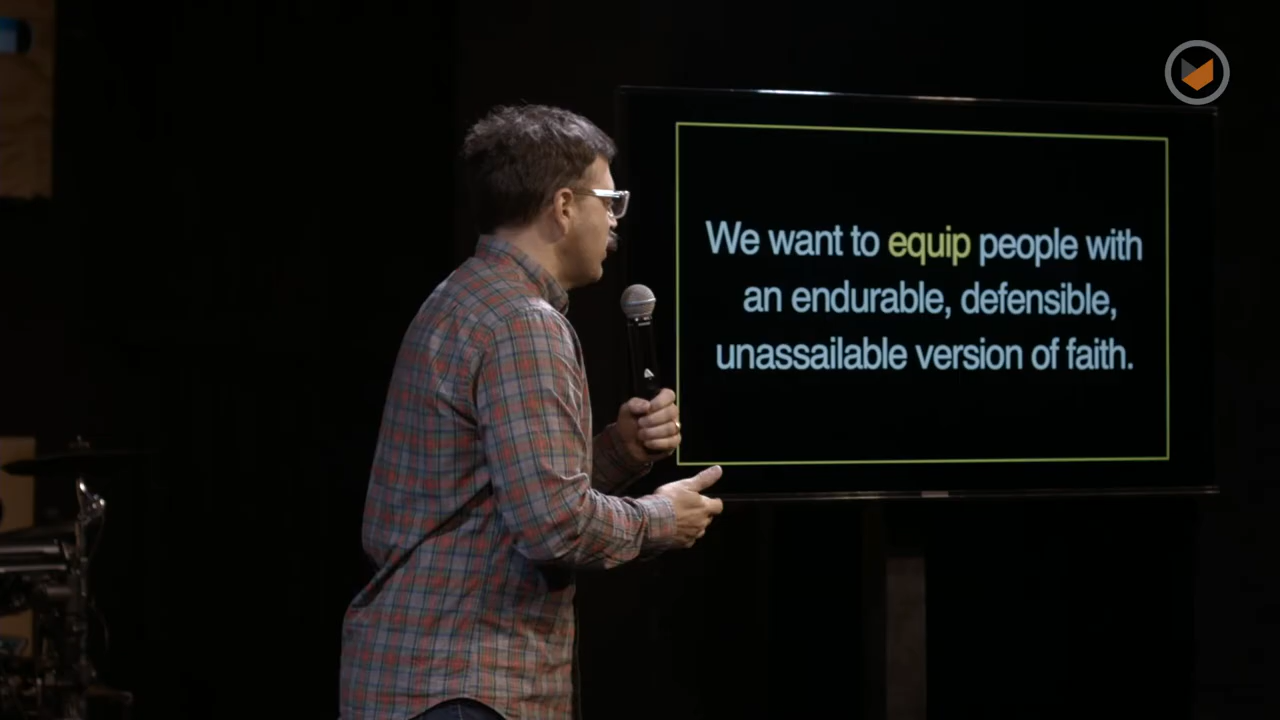 We want to equip people with
an endurable, defensible,
unassailable version of faith.